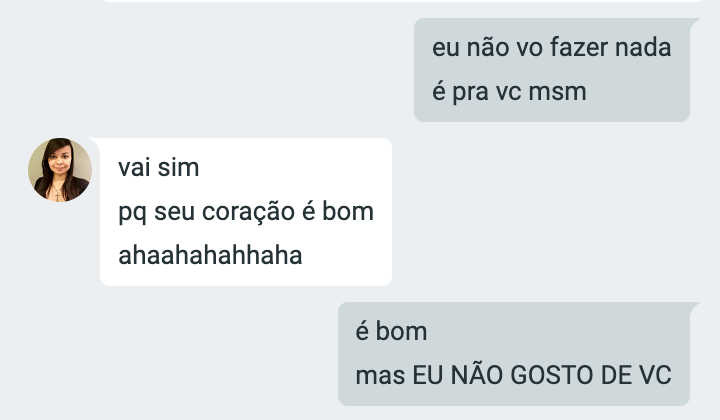 eu não vo fazer nada
é pra vc msm
vai sim
pq seu coração é bom
ahaahahahhaha
é bom
mas EU NÃO GOSTO DE VC